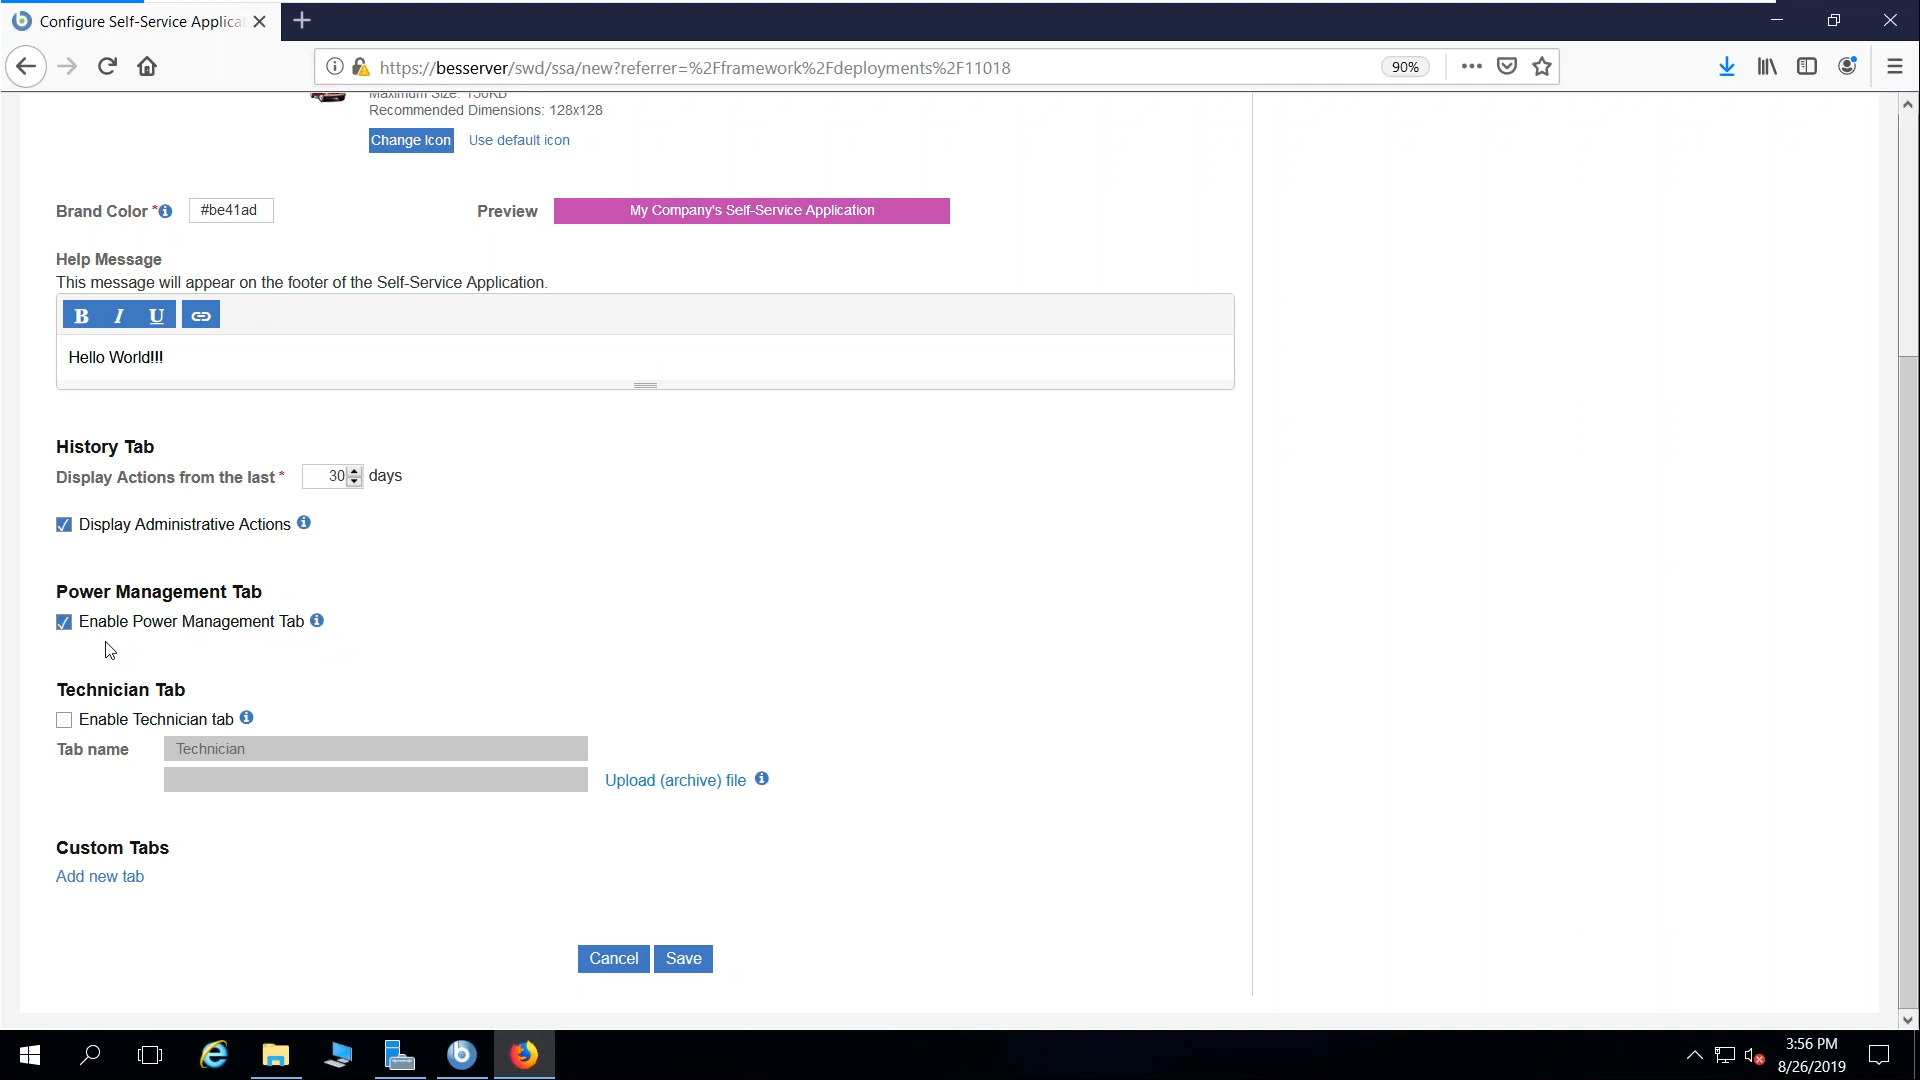 Configure Self-Service Applica
https://besserver/swd/ssa/new?referrer=%2Fframework%2Fdeployments%2F11018
90%
Maximum Size: 150KB
Recommended Dimensions: 128x128
Change Icon Use default icon
Brand Color * #be41ad Preview My Company's Self-Service Application
Help Message
This message will appear on the footer of the Self-Service Application.
B I U
Hello World!!!
History Tab
Display Actions from the last * 30 days
Display Administrative Actions
Power Management Tab
Enable Power Management Tab
Technician Tab
Enable Technician tab
Tab name Technician
Upload (archive) file
Custom Tabs
Add new tab
Cancel Save
3:56 PM
8/26/2019